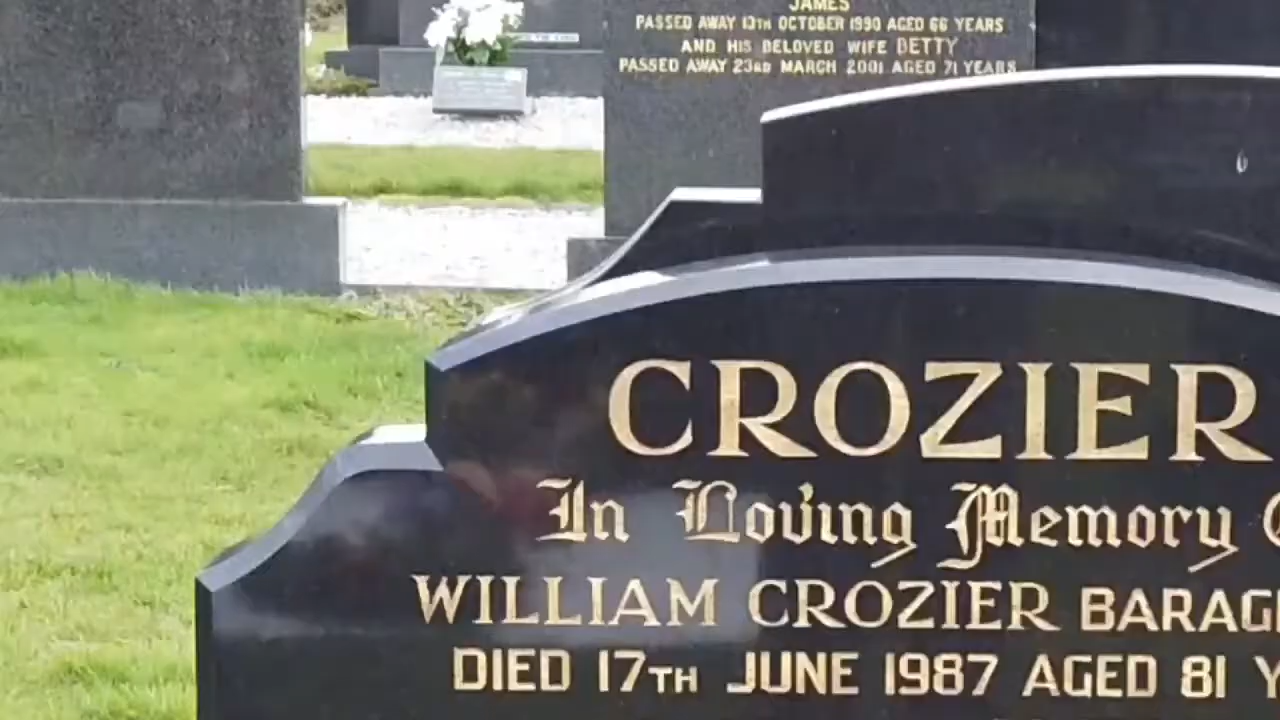 JAMES
PASSED AWAY 13TH OCTOBER 1990 AGED 66 YEARS
AND HIS BELOVED WIFE BETTY
PASSED AWAY 23RD MARCH 2001 AGED 71 YEARS
CROZIER
In Loving Memory
WILLIAM CROZIER BARAG
DIED 17TH JUNE 1987 AGED 81 Y